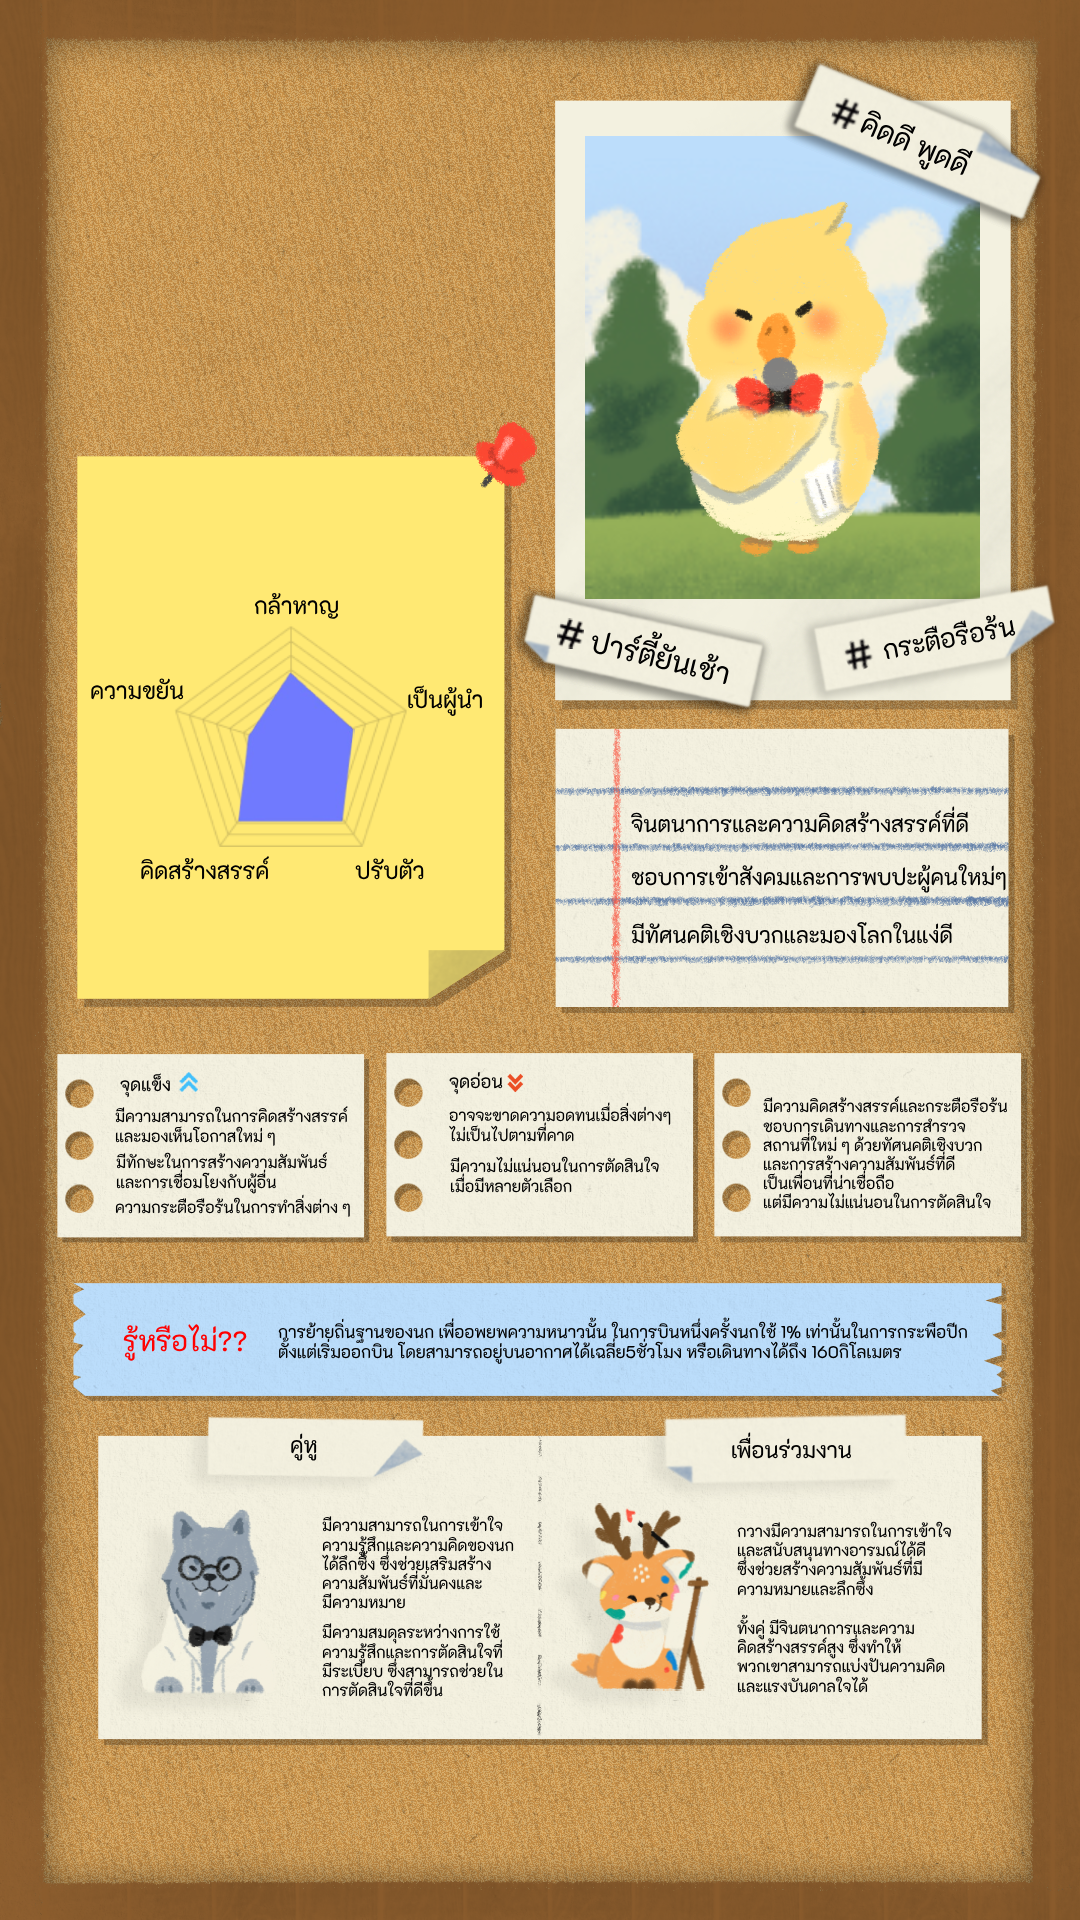 #คิดดี พูดดี
# ปาร์ตี้ยันเช้า
# กระตือรือร้น
กล้าหาญ
ความขยัน
เป็นผู้นำ
คิดสร้างสรรค์
ปรับตัว
จินตนาการและความคิดสร้างสรรค์ที่ดี
ชอบการเข้าสังคมและการพบปะผู้คนใหม่ๆ
มีทัศนคติเชิงบวกและมองโลกในแง่ดี
จุดแข็ง
มีความสามารถในการคิดสร้างสรรค์
และมองเห็นโอกาสใหม่ ๆ
มีทักษะในการสร้างความสัมพันธ์
และการเชื่อมโยงกับผู้อื่น
ความกระตือรือร้นในการทำสิ่งต่าง ๆ
จุดอ่อน
อาจจะขาดความอดทนเมื่อสิ่งต่างๆ
ไม่เป็นไปตามที่คาด
มีความไม่แน่นอนในการตัดสินใจ
เมื่อมีหลายตัวเลือก
มีความคิดสร้างสรรค์และกระตือรือร้น
ชอบการเดินทางและการสำรวจ
สถานที่ใหม่ ๆ ด้วยทัศนคติเชิงบวก
และการสร้างความสัมพันธ์ที่ดี
เป็นเพื่อนที่น่าเชื่อถือ
แต่มีความไม่แน่นอนในการตัดสินใจ
รู้หรือไม่??
การย้ายถิ่นฐานของนก เพื่ออพยพความหนาวนั้น ในการบินหนึ่งครั้งนกใช้ 1% เท่านั้นในการกระพือปีก
ตั้งแต่เริ่มออกบิน โดยสามารถอยู่บนอากาศได้เฉลี่ย5ชั่วโมง หรือเดินทางได้ถึง 160กิโลเมตร
คู่หู
มีความสามารถในการเข้าใจ
ความรู้สึกและความคิดของนก
ได้ลึกซึ้ง ซึ่งช่วยเสริมสร้าง
ความสัมพันธ์ที่มั่นคงและ
มีความหมาย
มีความสมดุลระหว่างการใช้
ความรู้สึกและการตัดสินใจที่
มีระเบียบ ซึ่งสามารถช่วยใน
การตัดสินใจที่ดีขึ้น
เพื่อนร่วมงาน
กวางมีความสามารถในการเข้าใจ
และสนับสนุนทางอารมณ์ได้ดี
ซึ่งช่วยสร้างความสัมพันธ์ที่มี
ความหมายและลึกซึ้ง
ทั้งคู่ มีจินตนาการและความ
คิดสร้างสรรค์สูง ซึ่งทำให้
พวกเขาสามารถแบ่งปันความคิด
และแรงบันดาลใจได้